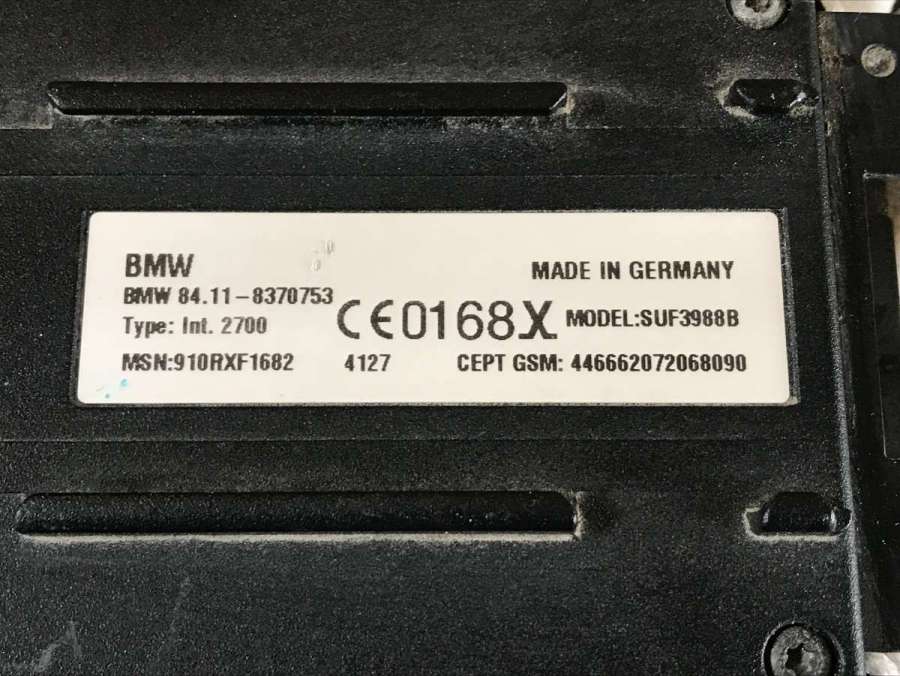 BMW
MADE IN GERMANY
BMW 84.11-8370753
Type: Int. 2700
CE0168X
MODEL:SUF3988B
MSN:910RXF1682
4127
CEPT GSM: 446662072068090